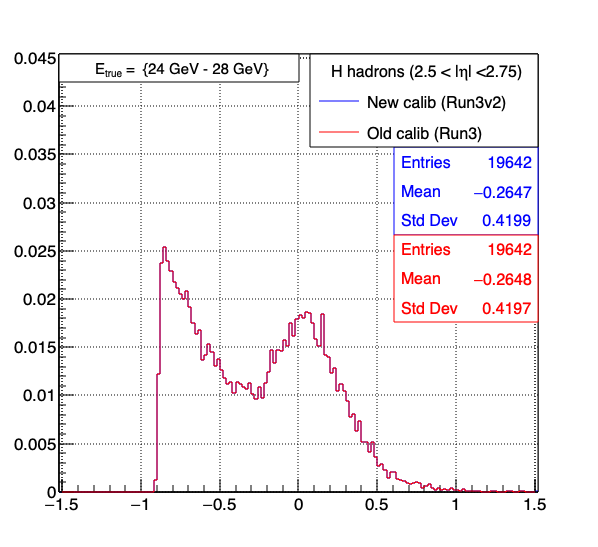 E_true = {24 GeV - 28 GeV}
H hadrons (2.5 < |η| <2.75)
New calib (Run3v2)
Old calib (Run3)
Entries 19642
Mean −0.2647
Std Dev 0.4199
Entries 19642
Mean −0.2648
Std Dev 0.4197
0.045
0.04
0.035
0.03
0.025
0.02
0.015
0.01
0.005
0
−1.5 −1 −0.5 0 0.5 1 1.5